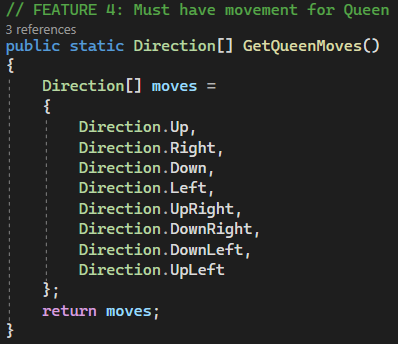 // FEATURE 4: Must have movement for Queen
3 references
public static Direction[] GetQueenMoves()
{
    Direction[] moves =
    {
        Direction.Up,
        Direction.Right,
        Direction.Down,
        Direction.Left,
        Direction.UpRight,
        Direction.DownRight,
        Direction.DownLeft,
        Direction.UpLeft
    };
    return moves;
}